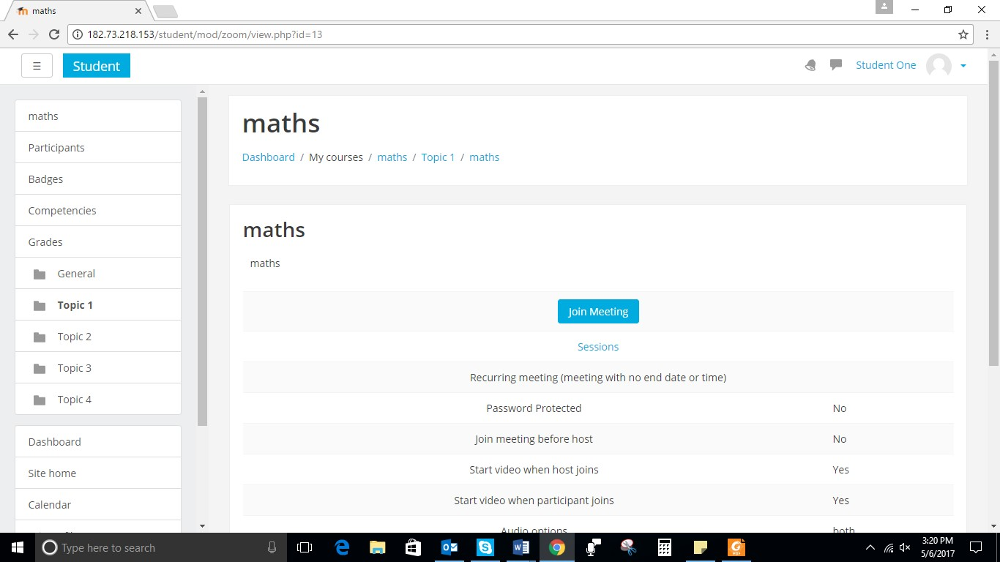 maths
182.73.218.153/student/mod/zoom/view.php?id=13
Student
Student One
maths
Participants
Badges
Competencies
Grades
General
Topic 1
Topic 2
Topic 3
Topic 4
Dashboard
Site home
Calendar
maths
Dashboard / My courses / maths / Topic 1 / maths
maths
maths
Join Meeting
Sessions
Recurring meeting (meeting with no end date or time)
Password Protected No
Join meeting before host No
Start video when host joins Yes
Start video when participant joins Yes
Audio options both
Type here to search
3:20 PM
5/6/2017